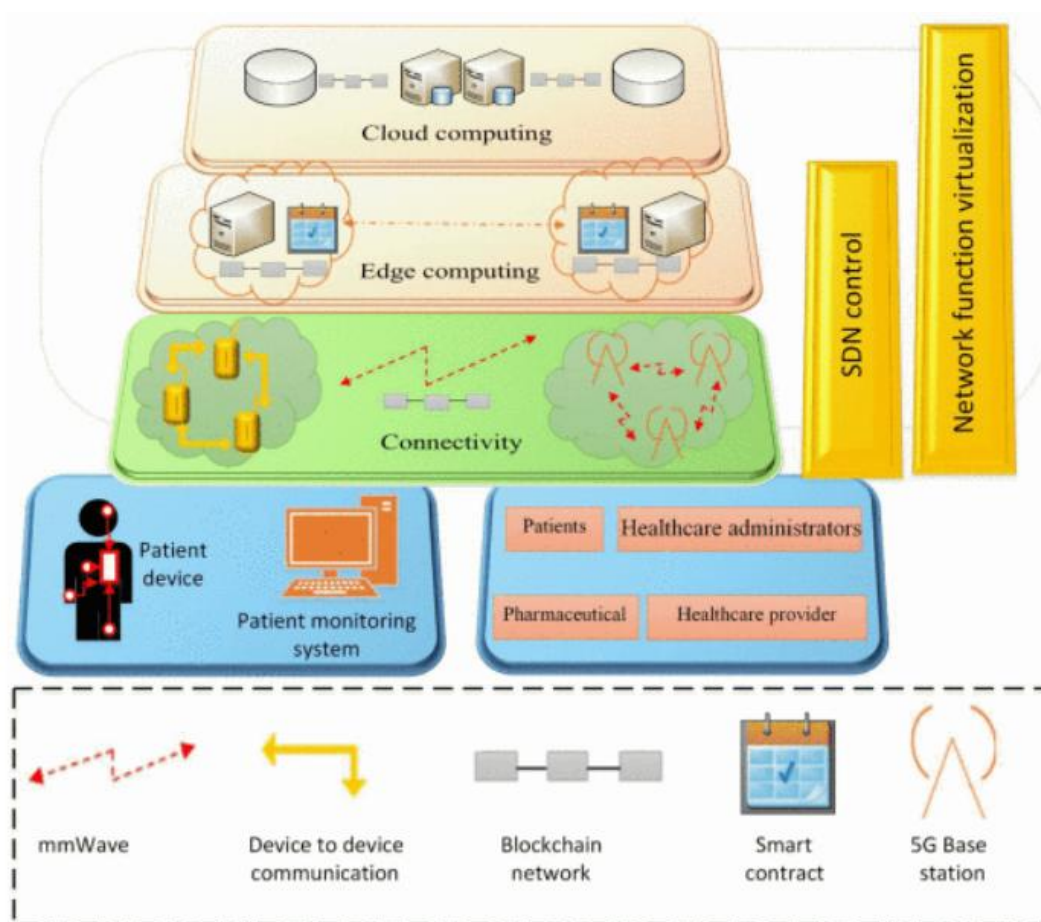 Cloud computing
Edge computing
Connectivity
SDN control
Network function virtualization
Patient
device
Patient monitoring
system
Patients
Healthcare administrators
Pharmaceutical
Healthcare provider
mmWave
Device to device
communication
Blockchain
network
Smart
contract
5G Base
station